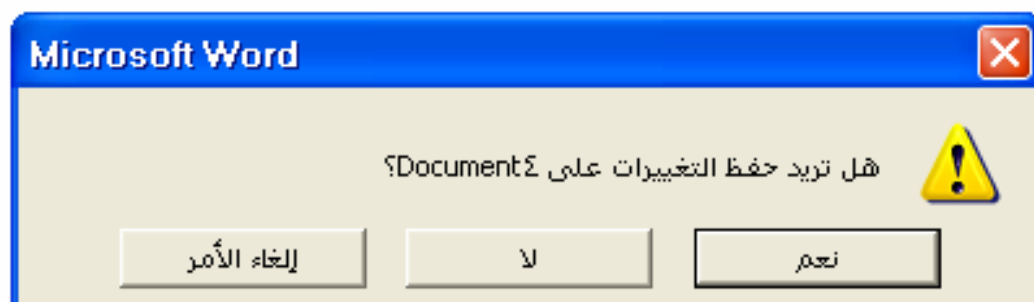 Microsoft Word
هل تريد حفظ التغييرات على Document٤؟
نعم
لا
إلغاء الأمر